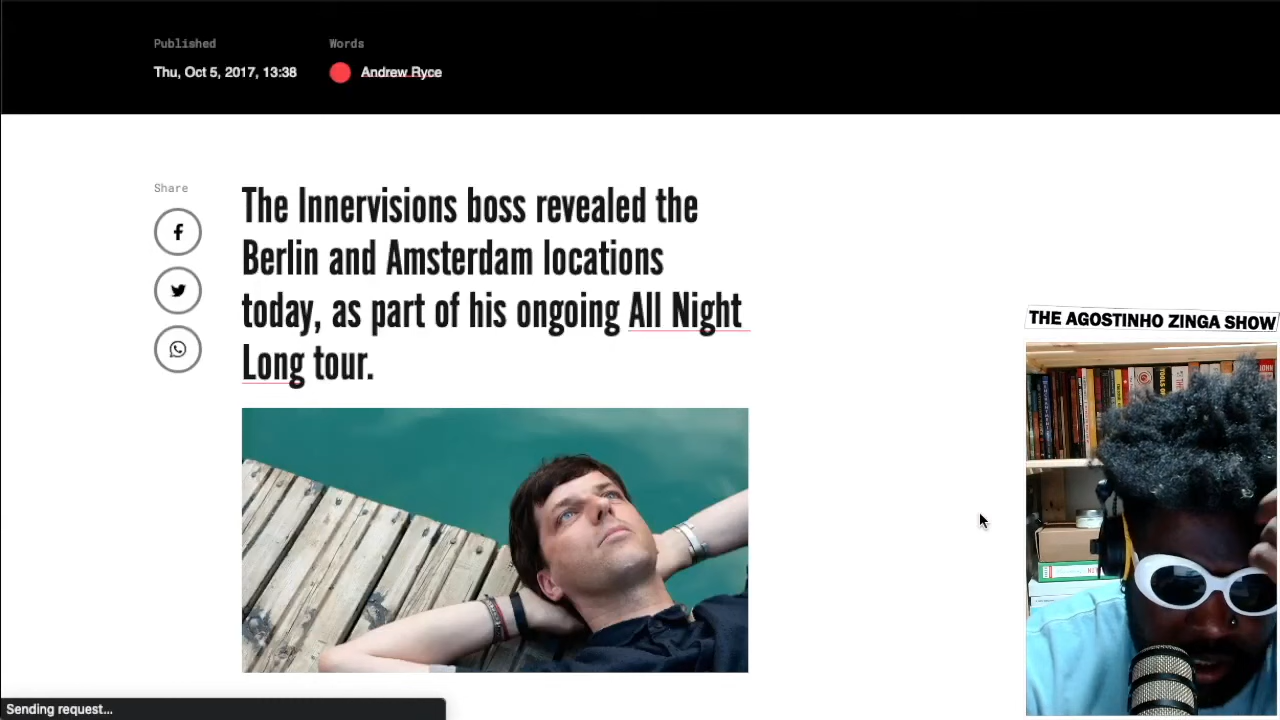 Published
Words
Thu, Oct 5, 2017, 13:38
Andrew Ryce
Share
The Innervisions boss revealed the
Berlin and Amsterdam locations
today, as part of his ongoing All Night
Long tour.
THE AGOSTINHO ZINGA SHOW
Sending request...